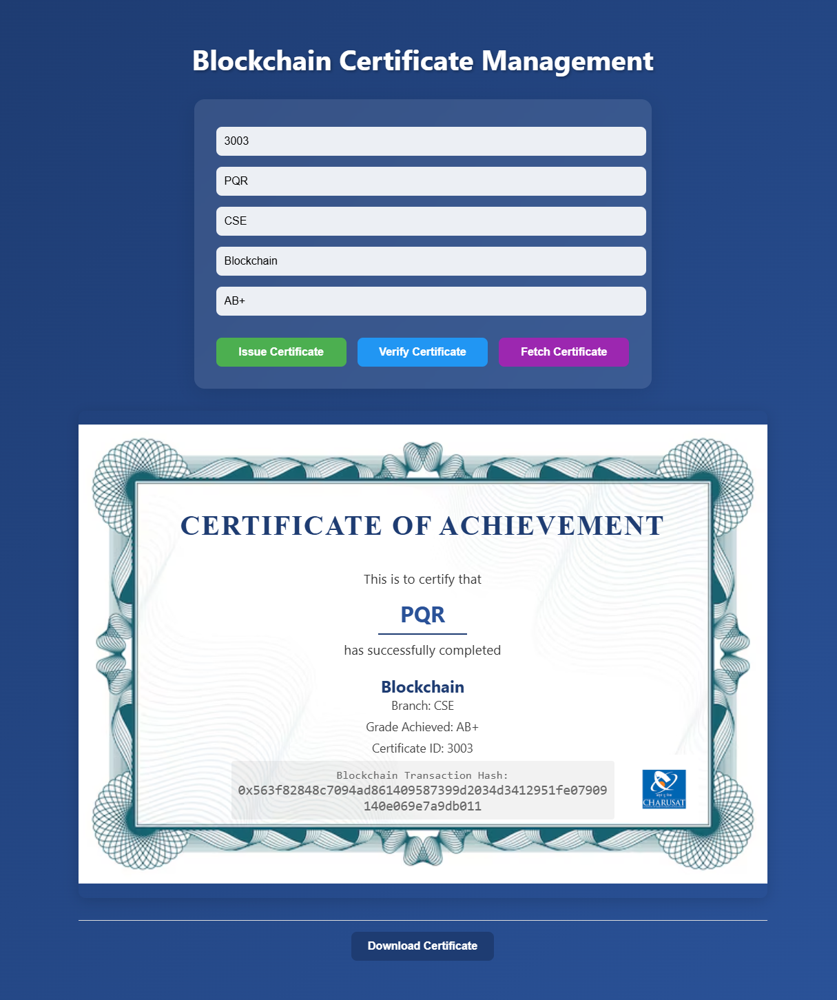 Blockchain Certificate Management
3003
PQR
CSE
Blockchain
AB+
Issue Certificate
Verify Certificate
Fetch Certificate
CERTIFICATE OF ACHIEVEMENT
This is to certify that
PQR
has successfully completed
Blockchain
Branch: CSE
Grade Achieved: AB+
Certificate ID: 3003
Blockchain Transaction Hash:
0x563f82848c7094ad861409587399d2034d3412951fe07909
140e069e7a9db011
CHARUSAT
Download Certificate